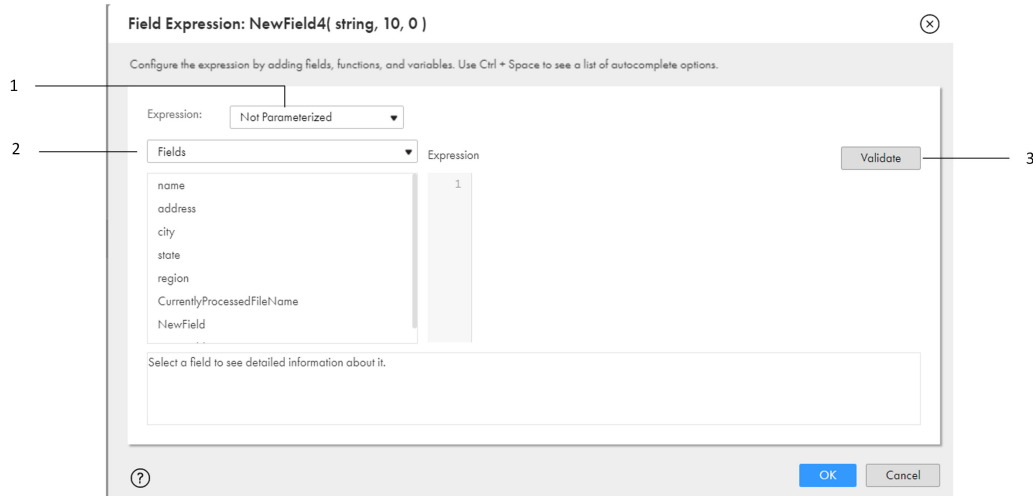 Field Expression: NewField4( string, 10, 0 )
Configure the expression by adding fields, functions, and variables. Use Ctrl + Space to see a list of autocomplete options.
1
Expression: Not Parameterized
2
Fields
Expression
Validate
3
name
1
address
city
state
region
CurrentlyProcessedFileName
NewField
Select a field to see detailed information about it.
?
OK
Cancel